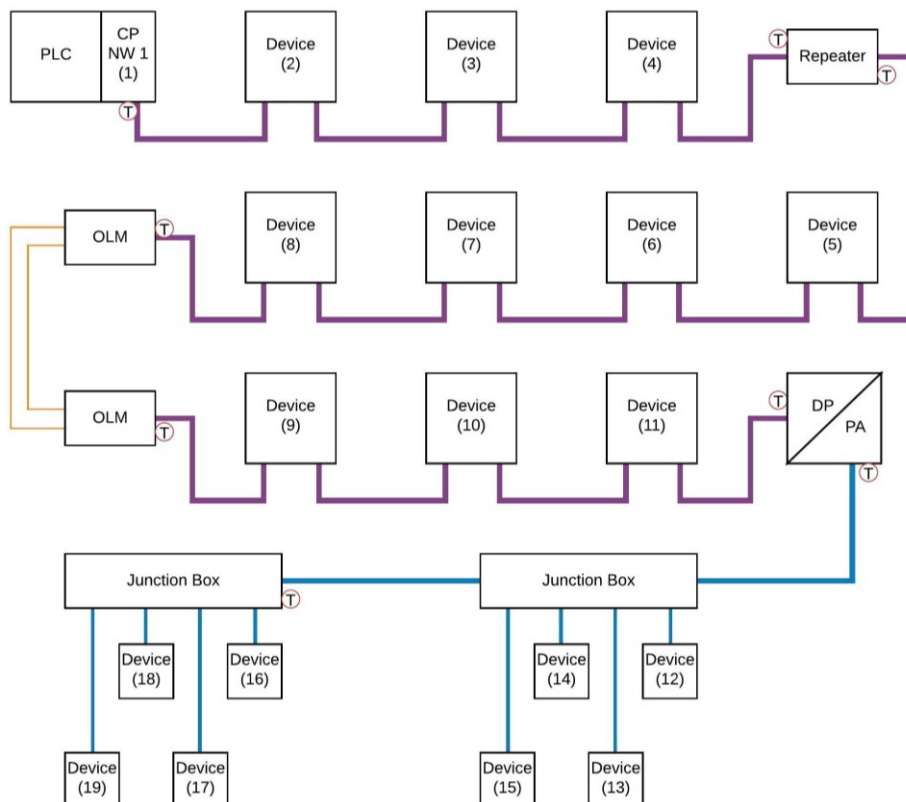 PLC
CP
NW 1
(1)
T
Device
(2)
Device
(3)
Device
(4)
T
Repeater
T
OLM
T
Device
(8)
Device
(7)
Device
(6)
Device
(5)
OLM
T
Device
(9)
Device
(10)
Device
(11)
T
DP
PA
T
Junction Box
T
Junction Box
Device
(18)
Device
(16)
Device
(14)
Device
(12)
Device
(19)
Device
(17)
Device
(15)
Device
(13)